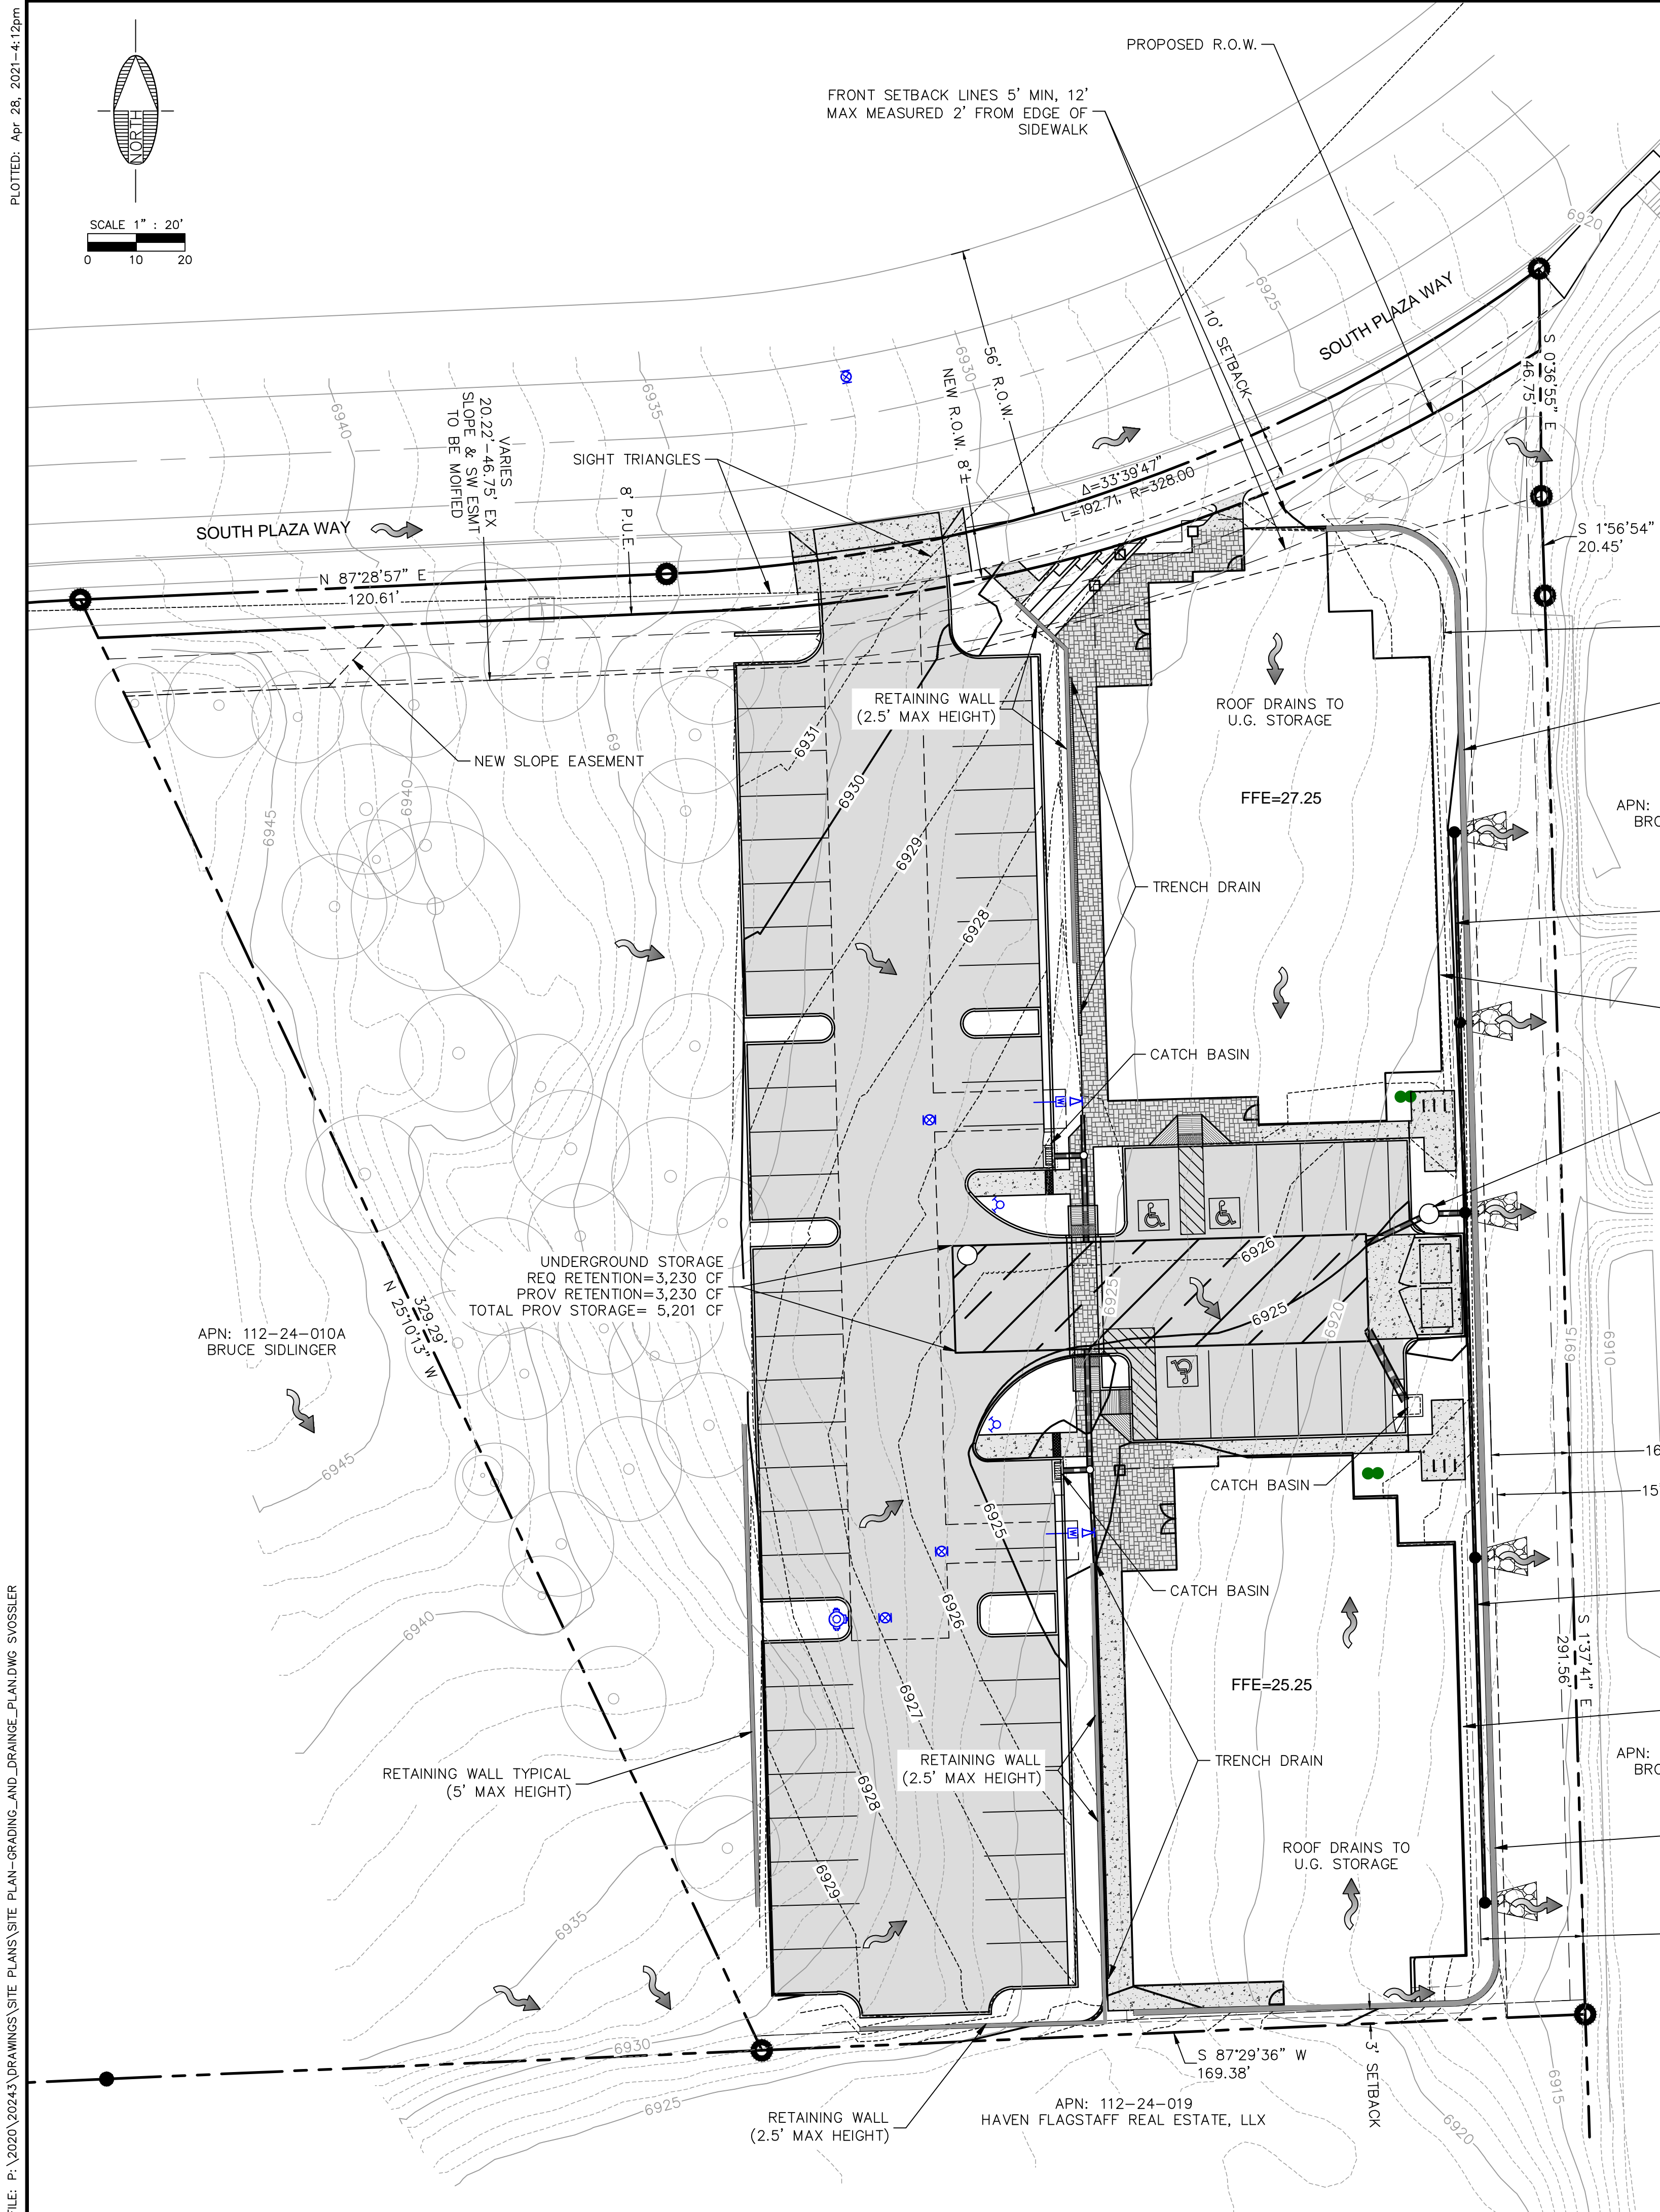 PLOTTED: Apr 28, 2021-4:12pm
NORTH
SCALE 1" : 20'
0 10 20
PROPOSED R.O.W.
FRONT SETBACK LINES 5' MIN, 12'
MAX MEASURED 2' FROM EDGE OF
SIDEWALK
6920
6925
10' SETBACK
SOUTH PLAZA WAY
S 0°36'55" E
46.75'
56' R.O.W.
6930
NEW R.O.W. 8'±
6935
6940
VARIES
20.22'-46.75' EX
SLOPE & SW ESMT
TO BE MOIFIED
SIGHT TRIANGLES
8' P.U.E.
Δ=33°39'47"
L=192.71, R=328.00
SOUTH PLAZA WAY
S 1°56'54"
20.45'
N 87°28'57" E
120.61'
RETAINING WALL
(2.5' MAX HEIGHT)
ROOF DRAINS TO
U.G. STORAGE
NEW SLOPE EASEMENT
6931
6930
6929
6928
6940
6945
FFE=27.25
APN:
BRO
TRENCH DRAIN
CATCH BASIN
W
UNDERGROUND STORAGE
REQ RETENTION=3,230 CF
PROV RETENTION=3,230 CF
TOTAL PROV STORAGE= 5,201 CF
6926
6925
6925
6920
6915
6910
329.29'
N 25°10'13" W
APN: 112-24-010A
BRUCE SIDLINGER
6945
16
15
CATCH BASIN
6925
W
CATCH BASIN
6926
6940
S 1°37'41" E
291.56'
FFE=25.25
6927
RETAINING WALL TYPICAL
(5' MAX HEIGHT)
RETAINING WALL
(2.5' MAX HEIGHT)
TRENCH DRAIN
APN:
BRO
6928
ROOF DRAINS TO
U.G. STORAGE
6929
6935
6930
S 87°29'36" W
169.38'
3' SETBACK
6915
6925
RETAINING WALL
(2.5' MAX HEIGHT)
APN: 112-24-019
HAVEN FLAGSTAFF REAL ESTATE, LLX
6920
FILE: P:\2020\20243\DRAWINGS\SITE PLANS\SITE PLAN-GRADING_AND_DRAINGE_PLAN.DWG SVOSSLER